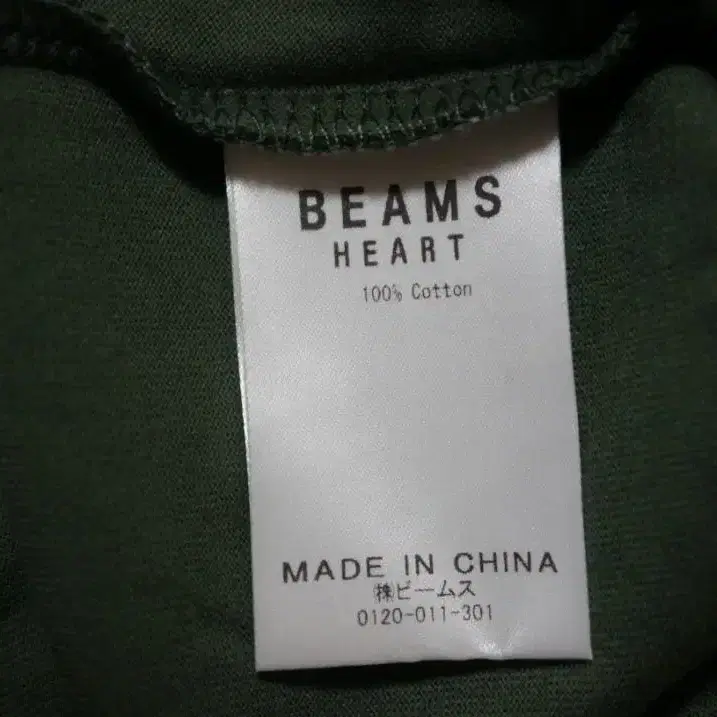 BEAMS
HEART
100% Cotton
MADE IN CHINA
㈱ビームス
0120-011-301